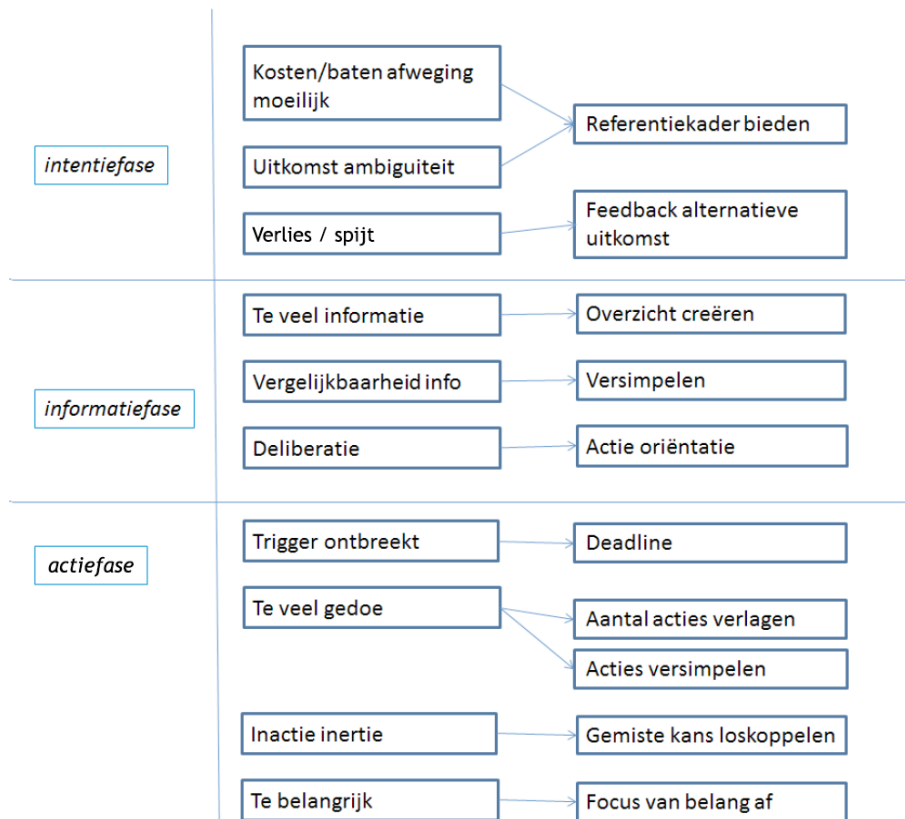 intentiefase
Kosten/baten afweging
moeilijk
Uitkomst ambiguiteit
Verlies / spijt
Referentiekader bieden
Feedback alternatieve
uitkomst
informatiefase
Te veel informatie
Overzicht creëren
Vergelijkbaarheid info
Versimpelen
Deliberatie
Actie oriëntatie
actiefase
Trigger ontbreekt
Deadline
Te veel gedoe
Aantal acties verlagen
Acties versimpelen
Inactie inertie
Gemiste kans loskoppelen
Te belangrijk
Focus van belang af